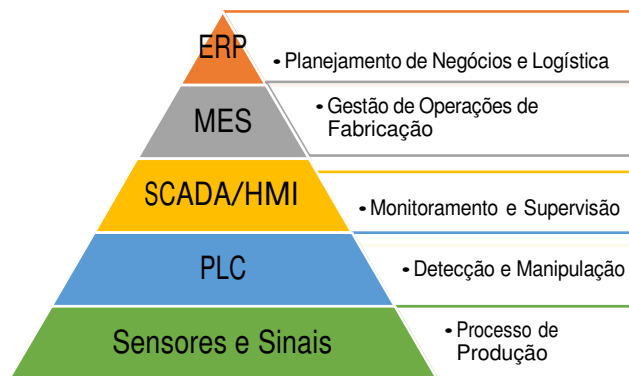 ERP
• Planejamento de Negócios e Logística
MES
• Gestão de Operações de
Fabricação
SCADA/HMI
• Monitoramento e Supervisão
PLC
• Detecção e Manipulação
Sensores e Sinais
• Processo de
Produção